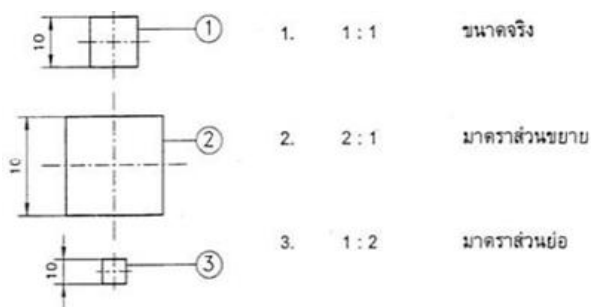 10 1 1. 1 : 1 ขนาดจริง
10 2 2. 2 : 1 มาตราส่วนขยาย
10 3 3. 1 : 2 มาตราส่วนย่อ